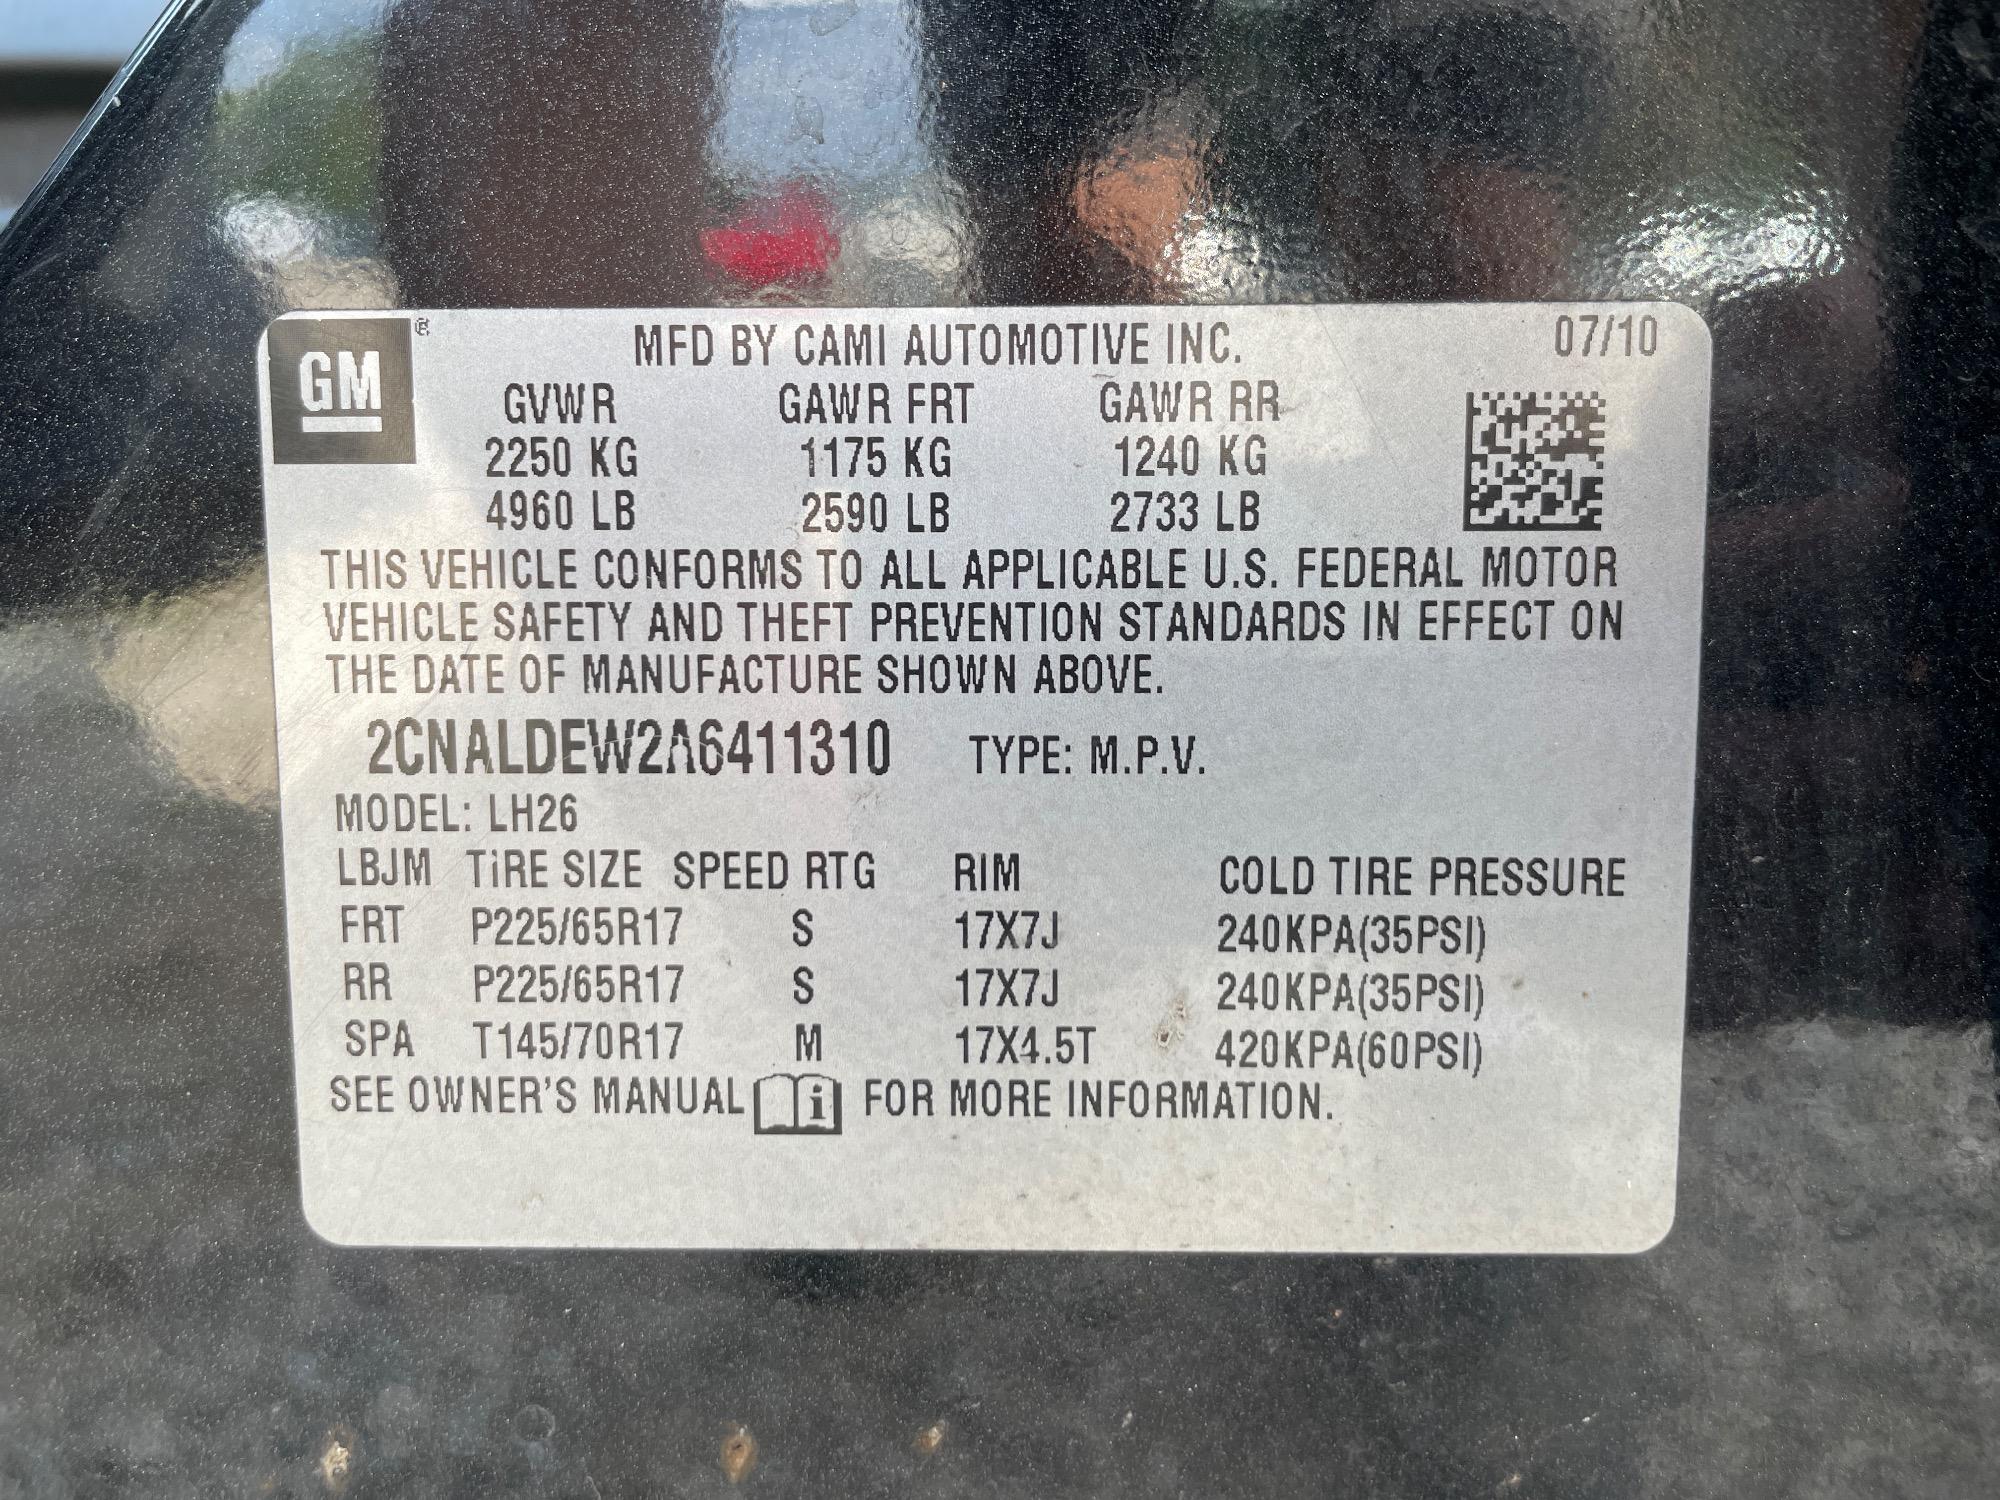 GM®
MFD BY CAMI AUTOMOTIVE INC. 07/10
GVWR GAWR FRT GAWR RR
2250 KG 1175 KG 1240 KG
4960 LB 2590 LB 2733 LB
THIS VEHICLE CONFORMS TO ALL APPLICABLE U.S. FEDERAL MOTOR
VEHICLE SAFETY AND THEFT PREVENTION STANDARDS IN EFFECT ON
THE DATE OF MANUFACTURE SHOWN ABOVE.
2CNALDEW2A6411310 TYPE: M.P.V.
MODEL: LH26
LBJM TIRE SIZE SPEED RTG RIM COLD TIRE PRESSURE
FRT P225/65R17 S 17X7J 240KPA(35PSI)
RR P225/65R17 S 17X7J 240KPA(35PSI)
SPA T145/70R17 M 17X4.5T 420KPA(60PSI)
SEE OWNER'S MANUAL i FOR MORE INFORMATION.